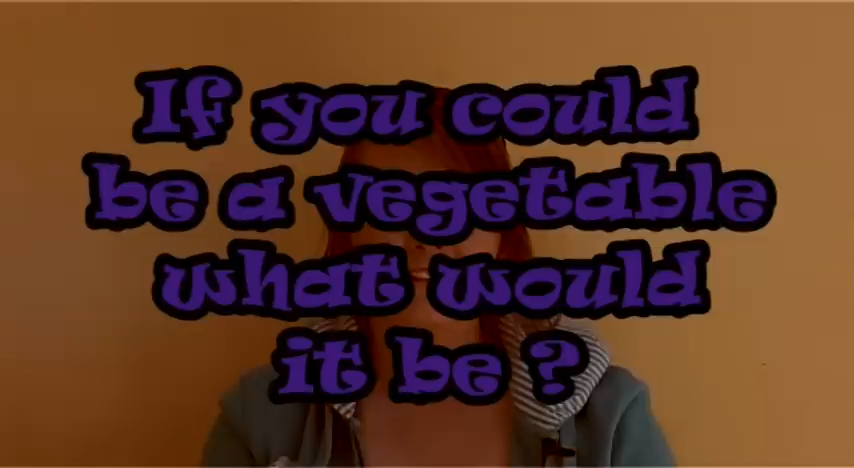 If you could
be a vegetable
what would
it be ?